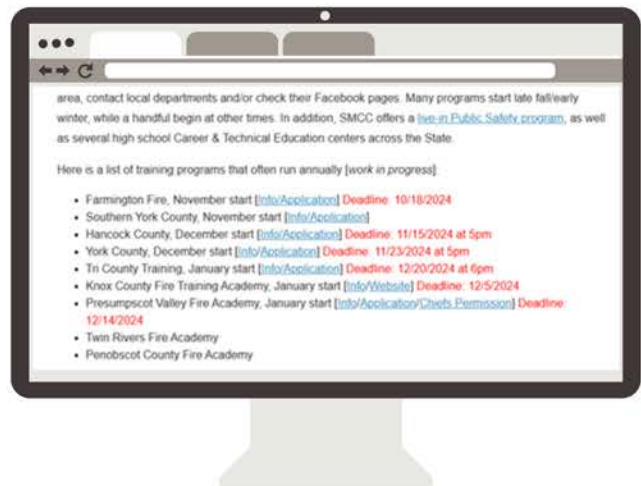 area, contact local departments and/or check their Facebook pages. Many programs start late fall/early
winter, while a handful begin at other times. In addition, SMCC offers a live-in Public Safety program, as well
as several high school Career & Technical Education centers across the State.
Here is a list of training programs that often run annually [work in progress]:
• Farmington Fire, November start [Info/Application] Deadline: 10/18/2024
• Southern York County, November start [Info/Application]
• Hancock County, December start [Info/Application] Deadline: 11/15/2024 at 5pm
• York County, December start [Info/Application] Deadline: 11/23/2024 at 5pm
• Tri County Training, January start [Info/Application] Deadline: 12/20/2024 at 6pm
• Knox County Fire Training Academy, January start [Info/Website] Deadline: 12/5/2024
• Presumpscot Valley Fire Academy, January start [Info/Application/Chiefs Permission] Deadline:
12/14/2024
• Twin Rivers Fire Academy
• Penobscot County Fire Academy